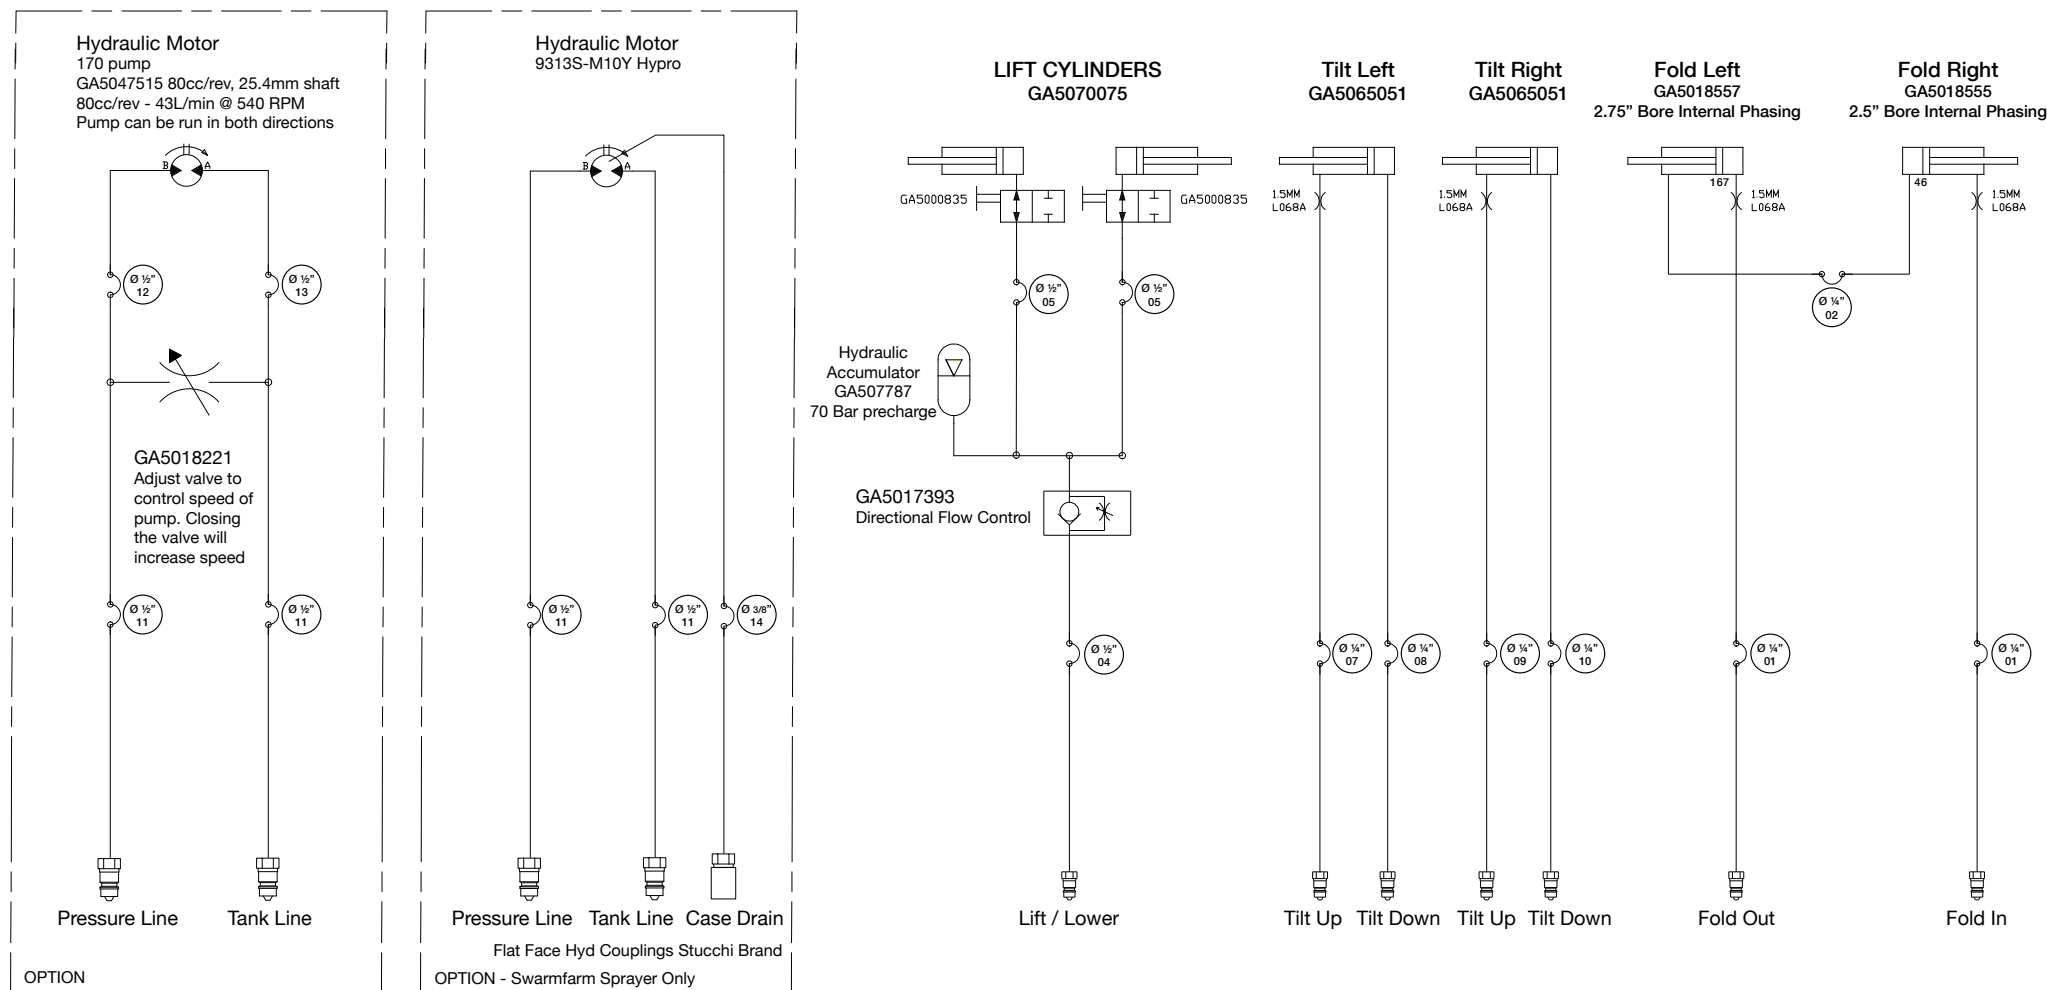 Hydraulic Motor
170 pump
GA5047515 80cc/rev, 25.4mm shaft
80cc/rev - 43L/min @ 540 RPM
Pump can be run in both directions
B
A
Ø ½”
12
Ø ½”
13
GA5018221
Adjust valve to
control speed of
pump. Closing
the valve will
increase speed
Ø ½”
11
Ø ½”
11
Pressure Line
Tank Line
OPTION
Hydraulic Motor
9313S-M10Y Hypro
B
A
Ø ½”
11
Ø ½”
11
Ø 3/8”
14
Pressure Line
Tank Line
Case Drain
Flat Face Hyd Couplings Stucchi Brand
OPTION - Swarmfarm Sprayer Only
LIFT CYLINDERS
GA5070075
GA5000835
GA5000835
Ø ½”
05
Ø ½”
05
Hydraulic
Accumulator
GA507787
70 Bar precharge
GA5017393
Directional Flow Control
Ø ½”
04
Lift / Lower
Tilt Left
GA5065051
1.5MM
L068A
Ø ¼”
07
Ø ¼”
08
Tilt Up
Tilt Down
Tilt Right
GA5065051
1.5MM
L068A
Ø ¼”
09
Ø ¼”
10
Tilt Up
Tilt Down
Fold Left
GA5018557
2.75” Bore Internal Phasing
167
1.5MM
L068A
Ø ¼”
02
Ø ¼”
01
Fold Out
Fold Right
GA5018555
2.5” Bore Internal Phasing
46
1.5MM
L068A
Ø ¼”
01
Fold In